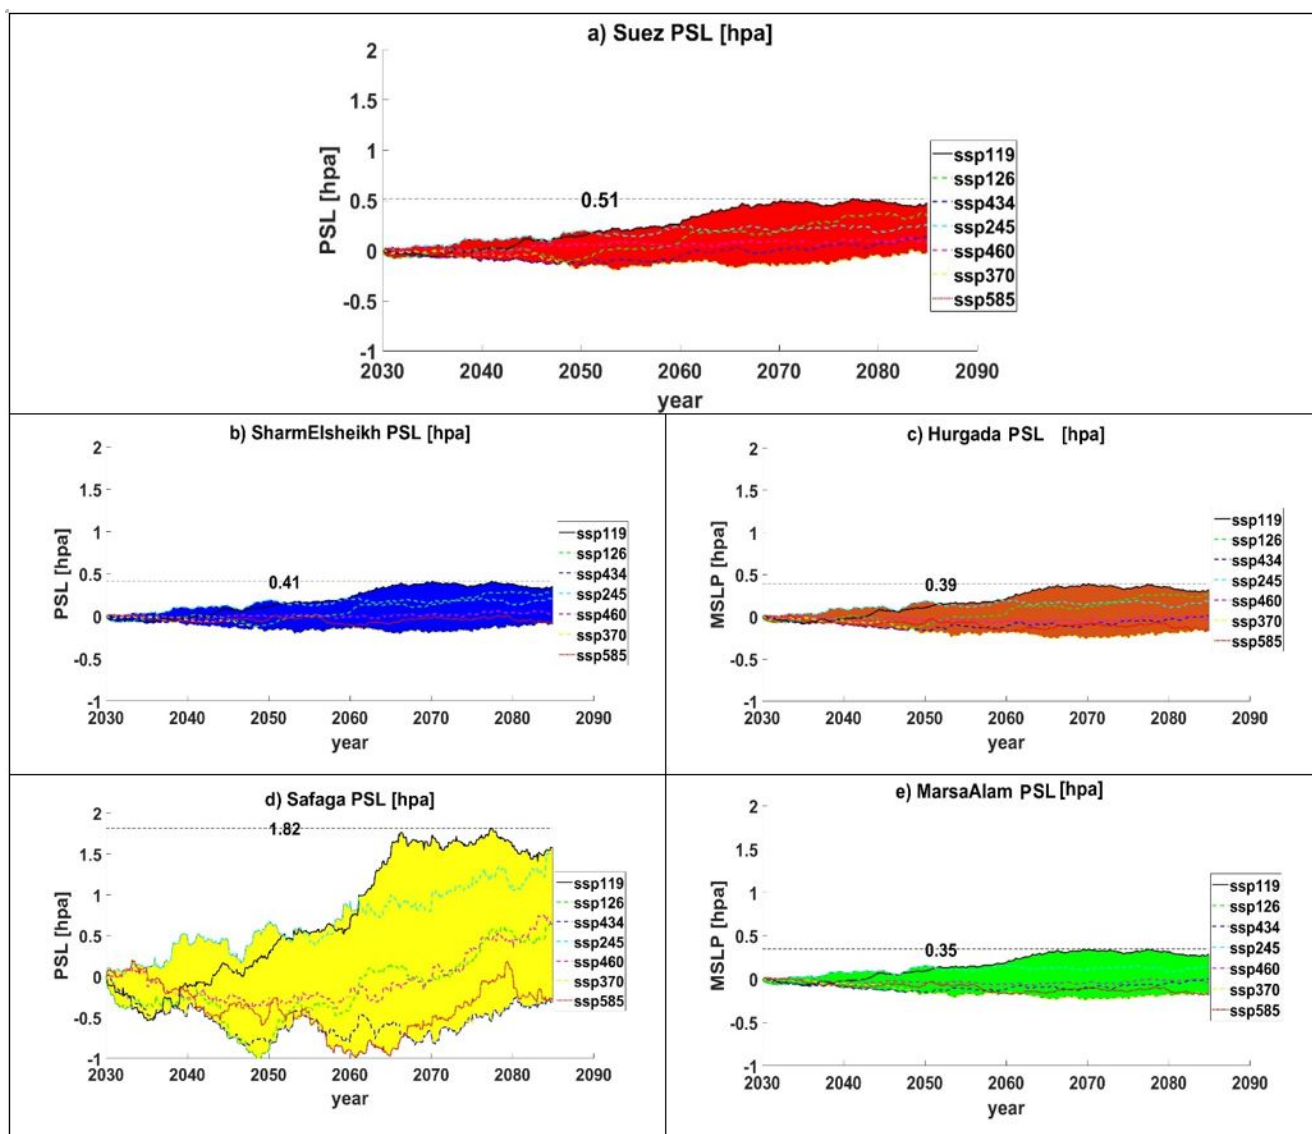 a) Suez PSL [hpa]
2
1.5
1
0.5
0
-0.5
-1
PSL [hpa]
0.51
ssp119
ssp126
ssp434
ssp245
ssp460
ssp370
ssp585
2030 2040 2050 2060 2070 2080 2090
year
b) SharmElsheikh PSL [hpa]
2
1.5
1
0.5
0
-0.5
-1
PSL [hpa]
0.41
ssp119
ssp126
ssp434
ssp245
ssp460
ssp370
ssp585
2030 2040 2050 2060 2070 2080 2090
year
c) Hurgada PSL [hpa]
2
1.5
1
0.5
0
-0.5
-1
MSLP [hpa]
0.39
ssp119
ssp126
ssp434
ssp245
ssp460
ssp370
ssp585
2030 2040 2050 2060 2070 2080 2090
year
d) Safaga PSL [hpa]
2
1.5
1
0.5
0
-0.5
-1
PSL [hpa]
1.82
ssp119
ssp126
ssp434
ssp245
ssp460
ssp370
ssp585
2030 2040 2050 2060 2070 2080 2090
year
e) MarsaAlam PSL [hpa]
2
1.5
1
0.5
0
-0.5
-1
MSLP [hpa]
0.35
ssp119
ssp126
ssp434
ssp245
ssp460
ssp370
ssp585
2030 2040 2050 2060 2070 2080 2090
year